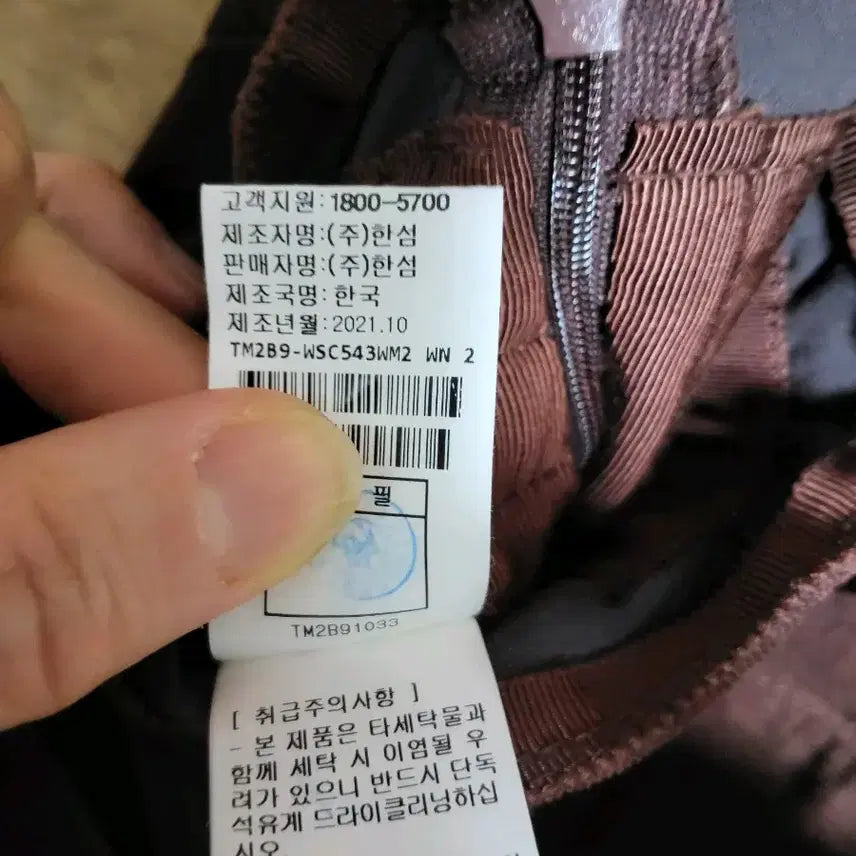 고객지원:1800-5700
제조자명:(주)한섬
판매자명:(주)한섬
제조국명: 한국
제조년월:2021.10
TM2B9-WSC543WM2 WN 2
필
TM2B91033
[ 취급주의사항 ]
- 본 제품은 타세탁물과
함께 세탁 시 이염될 우
려가 있으니 반드시 단독
석유계 드라이클리닝하십
시오.